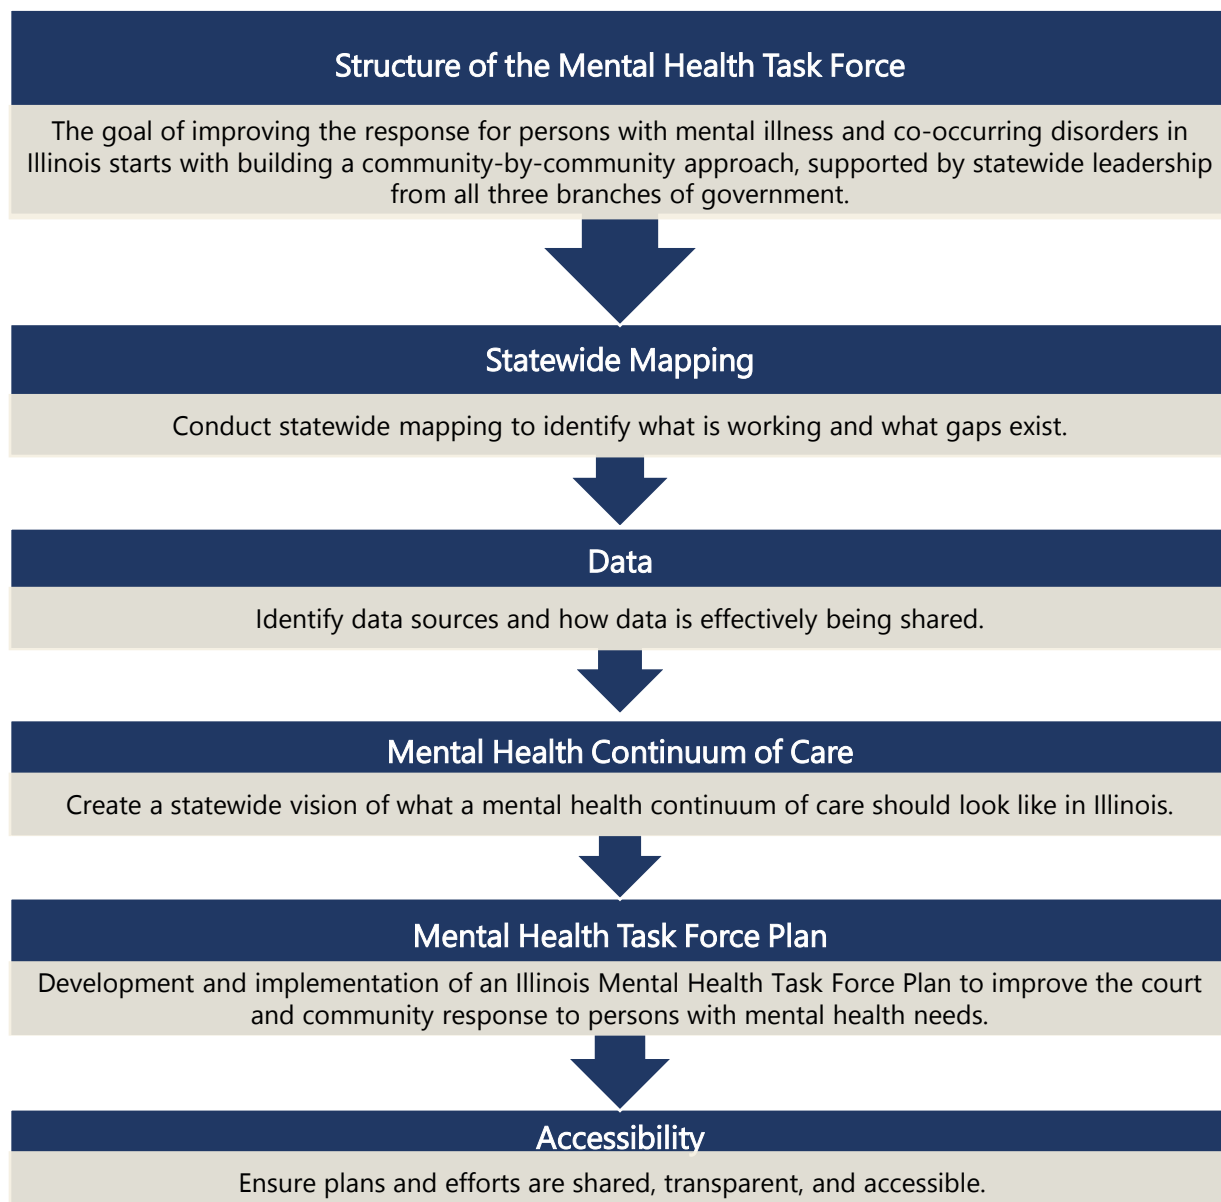 Structure of the Mental Health Task Force
The goal of improving the response for persons with mental illness and co-occurring disorders in
Illinois starts with building a community-by-community approach, supported by statewide leadership
from all three branches of government.
Statewide Mapping
Conduct statewide mapping to identify what is working and what gaps exist.
Data
Identify data sources and how data is effectively being shared.
Mental Health Continuum of Care
Create a statewide vision of what a mental health continuum of care should look like in Illinois.
Mental Health Task Force Plan
Development and implementation of an Illinois Mental Health Task Force Plan to improve the court
and community response to persons with mental health needs.
Accessibility
Ensure plans and efforts are shared, transparent, and accessible.